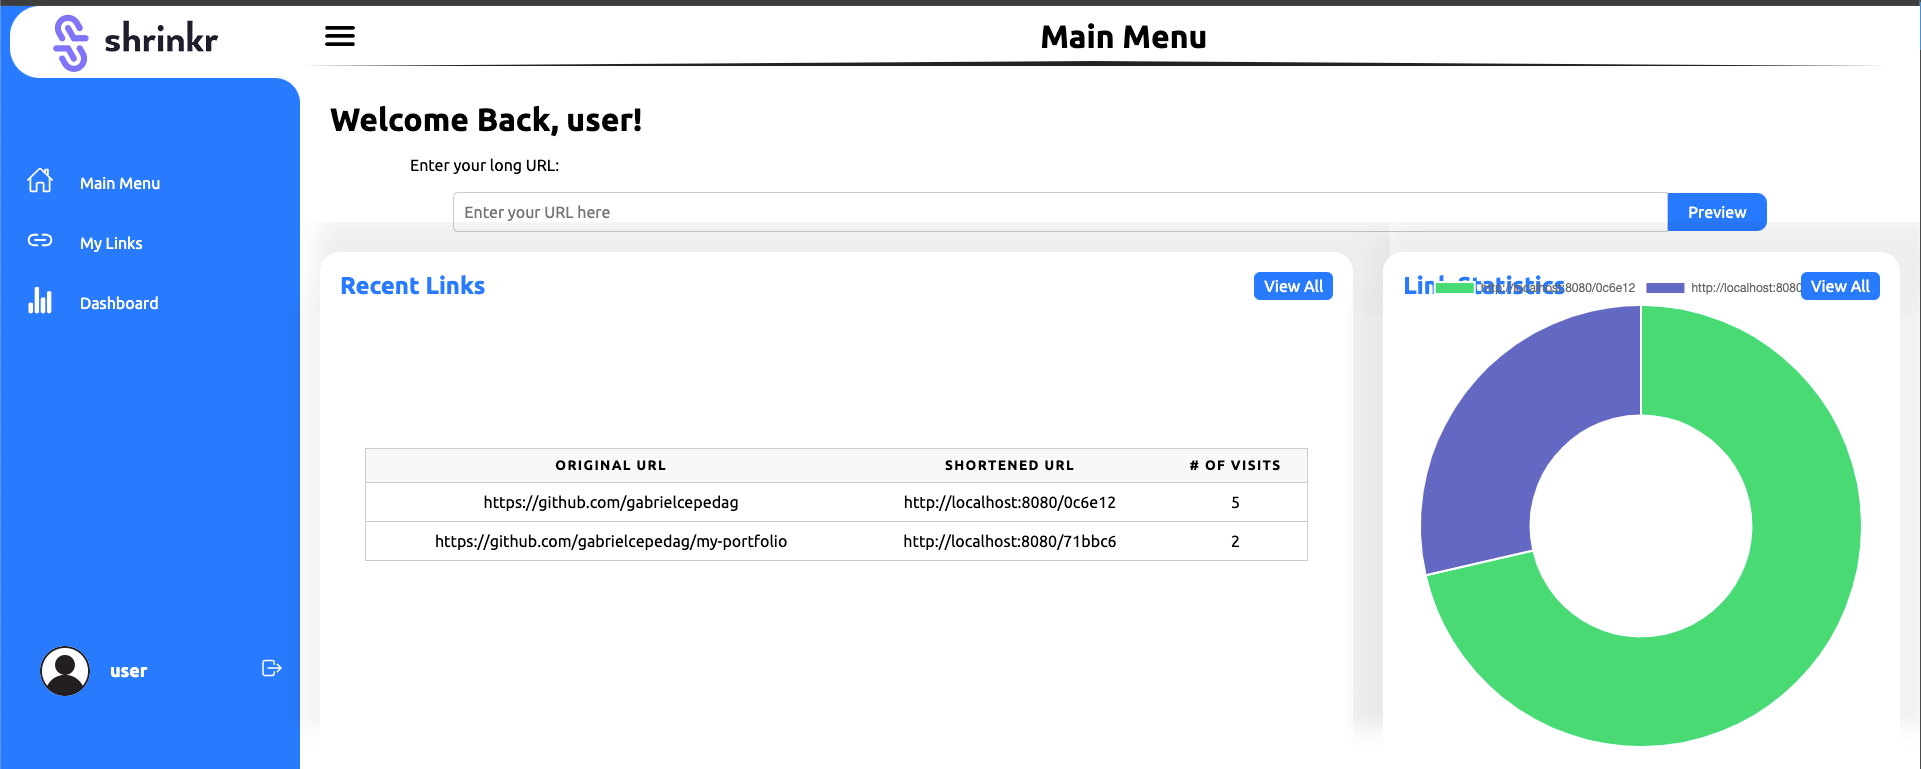 shrinkr
Main Menu
Main Menu
My Links
Dashboard
user
Welcome Back, user!
Enter your long URL:
Enter your URL here
Preview
Recent Links
View All
ORIGINAL URL SHORTENED URL # OF VISITS
https://github.com/gabrielcepedag http://localhost:8080/0c6e12 5
https://github.com/gabrielcepedag/my-portfolio http://localhost:8080/71bbc6 2
Link Statistics
View All
http://localhost:8080/0c6e12 http://localhost:8080